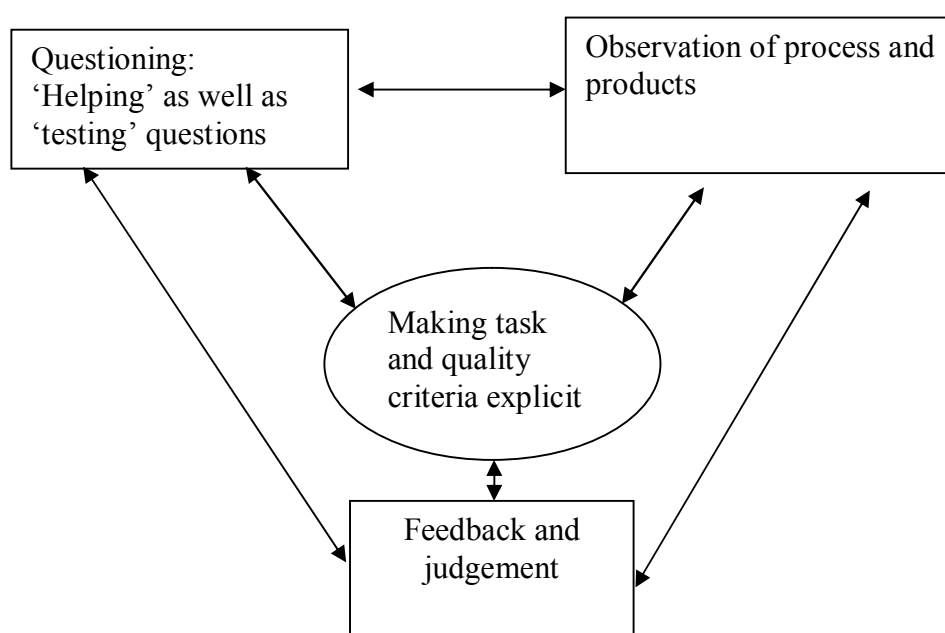 Questioning:
‘Helping’ as well as
‘testing’ questions
Observation of process and
products
Making task
and quality
criteria explicit
Feedback and
judgement